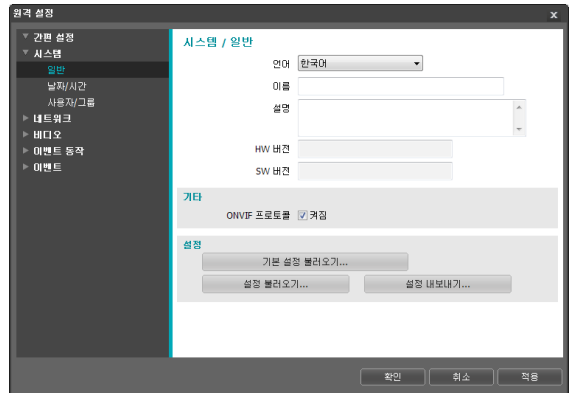 원격 설정
x
간편 설정
시스템
일반
날짜/시간
사용자/그룹
네트워크
비디오
이벤트 동작
이벤트
시스템 / 일반
언어 한국어
이름
설명
HW 버전
SW 버전
기타
ONVIF 프로토콜 켜짐
설정
기본 설정 불러오기...
설정 불러오기... 설정 내보내기...
확인 취소 적용